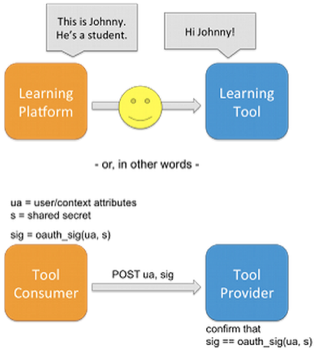 This is Johnny.
He's a student.
Hi Johnny!
Learning
Platform
Learning
Tool
- or, in other words -
ua = user/context attributes
s = shared secret
sig = oauth_sig(ua, s)
Tool
Consumer
POST ua, sig
Tool
Provider
confirm that
sig == oauth_sig(ua, s)